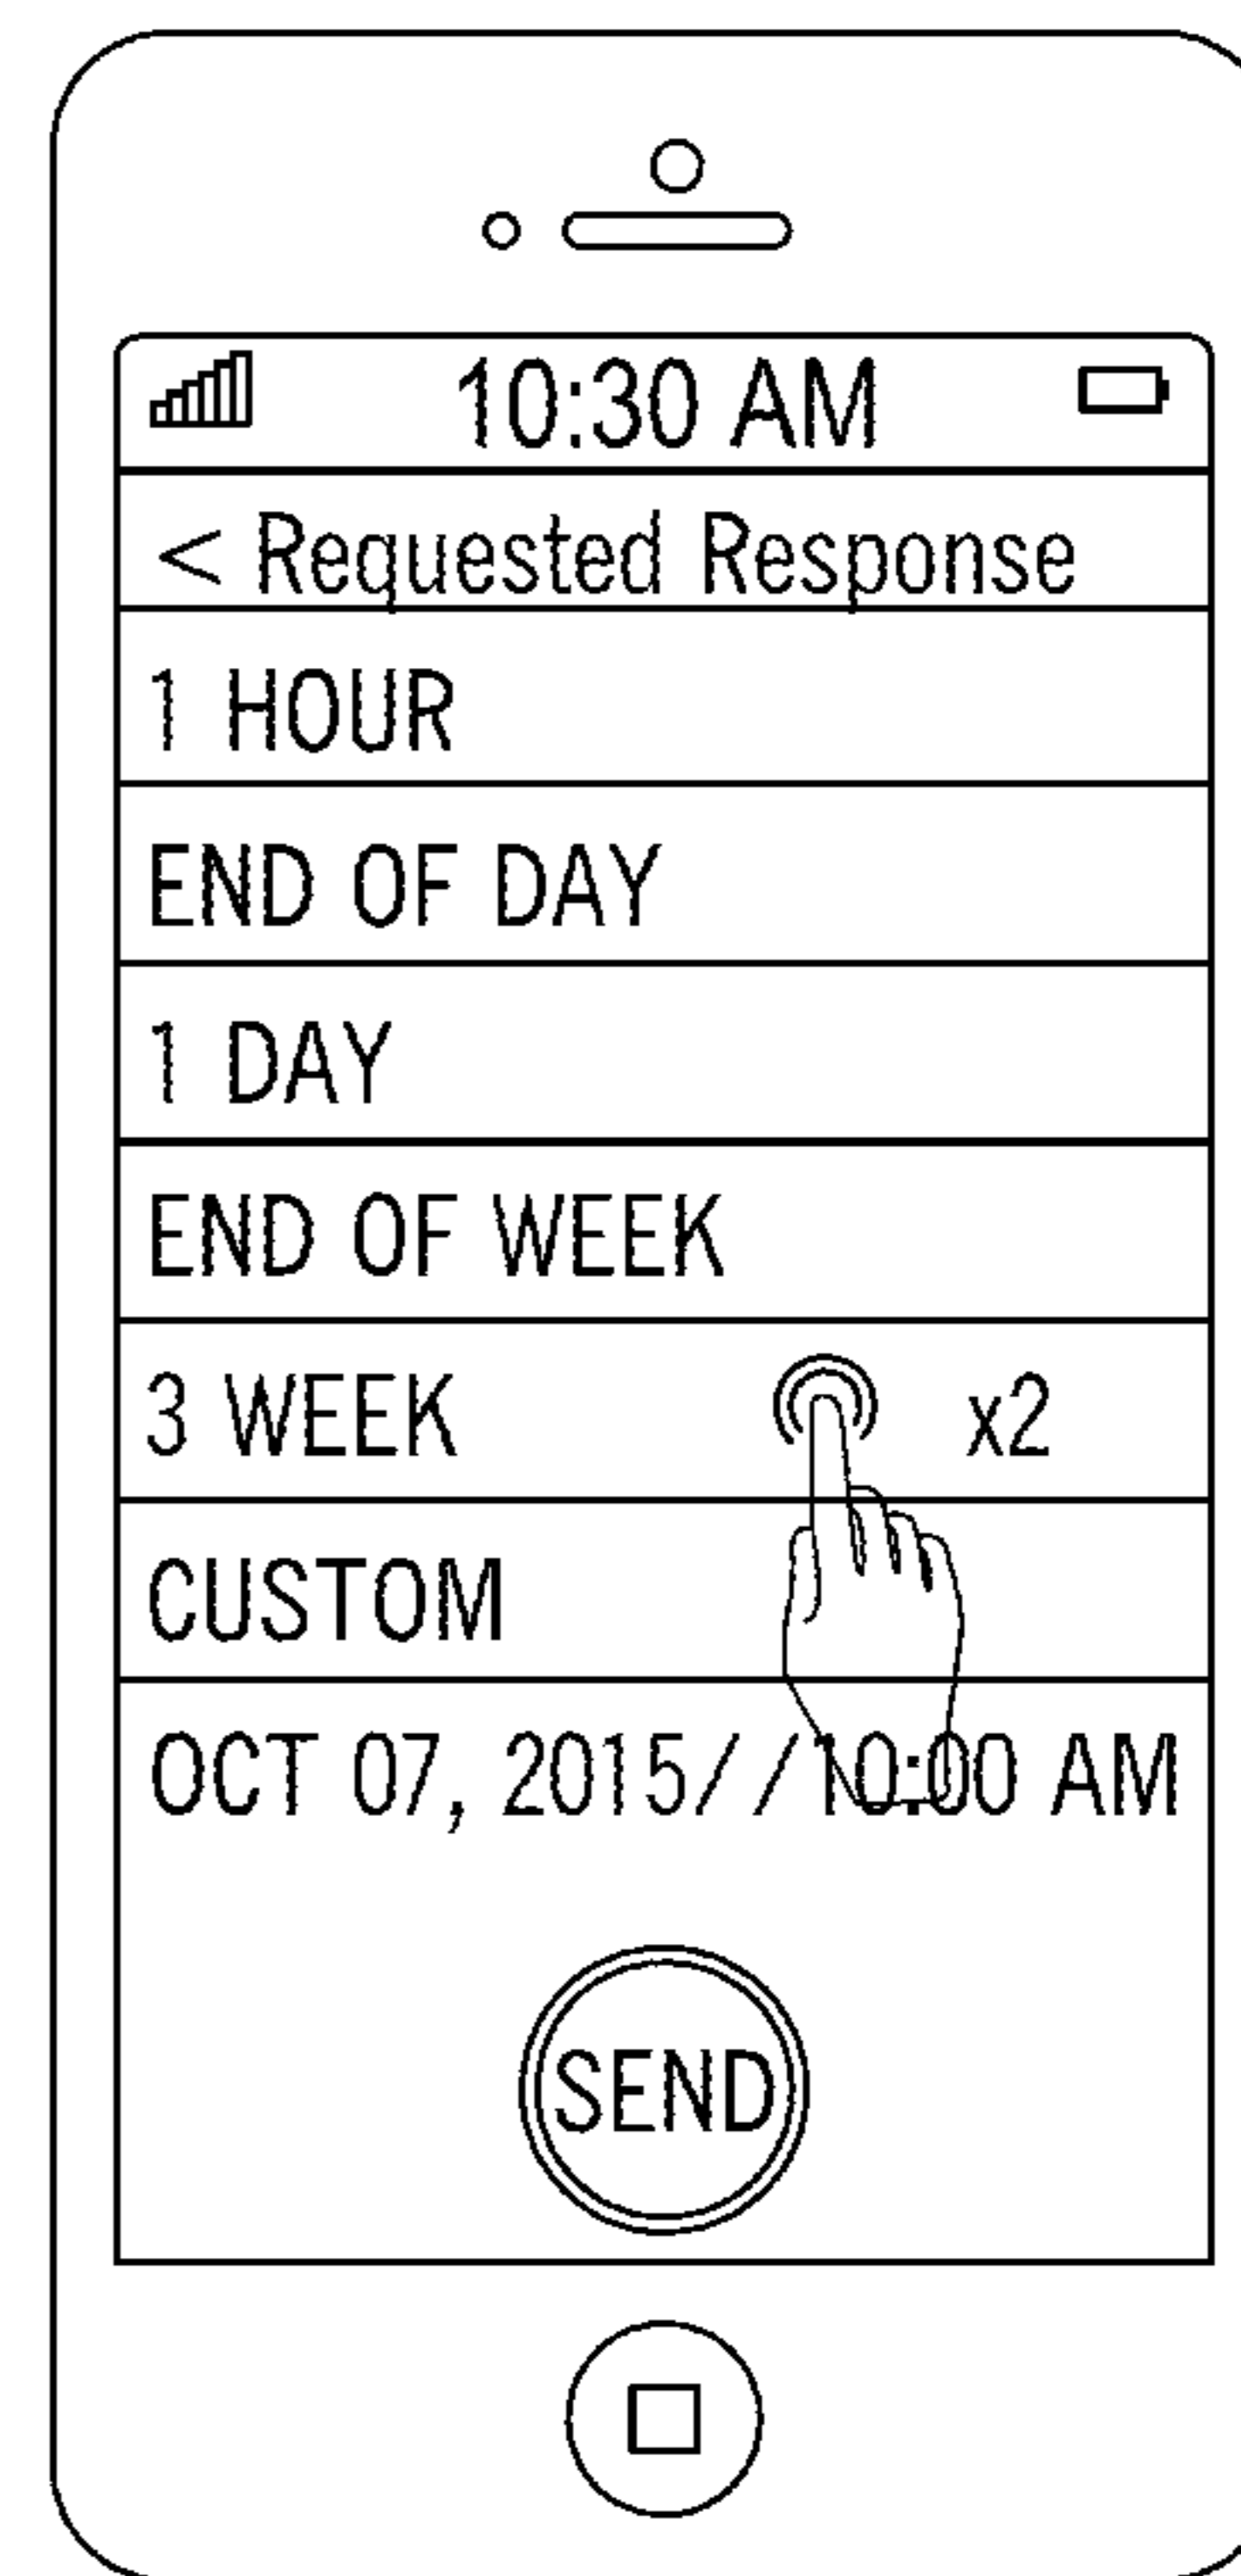 10:30 AM
< Requested Response
1 HOUR
END OF DAY
1 DAY
END OF WEEK
3 WEEK x2
CUSTOM
OCT 07, 2015//10:00 AM
SEND